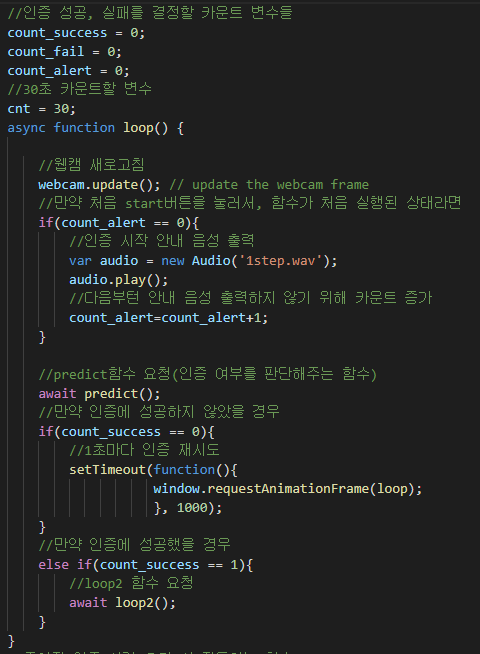 //인증 성공, 실패를 결정할 카운트 변수들
count_success = 0;
count_fail = 0;
count_alert = 0;
//30초 카운트할 변수
cnt = 30;
async function loop() {
//웹캠 새로고침
webcam.update(); // update the webcam frame
//만약 처음 start버튼을 눌러서, 함수가 처음 실행된 상태라면
if(count_alert == 0){
//인증 시작 안내 음성 출력
var audio = new Audio('1step.wav');
audio.play();
//다음부턴 안내 음성 출력하지 않기 위해 카운트 증가
count_alert=count_alert+1;
}
//predict함수 요청(인증 여부를 판단해주는 함수)
await predict();
//만약 인증에 성공하지 않았을 경우
if(count_success == 0){
//1초마다 인증 재시도
setTimeout(function(){
window.requestAnimationFrame(loop);
}, 1000);
}
//만약 인증에 성공했을 경우
else if(count_success == 1){
//loop2 함수 요청
await loop2();
}
}